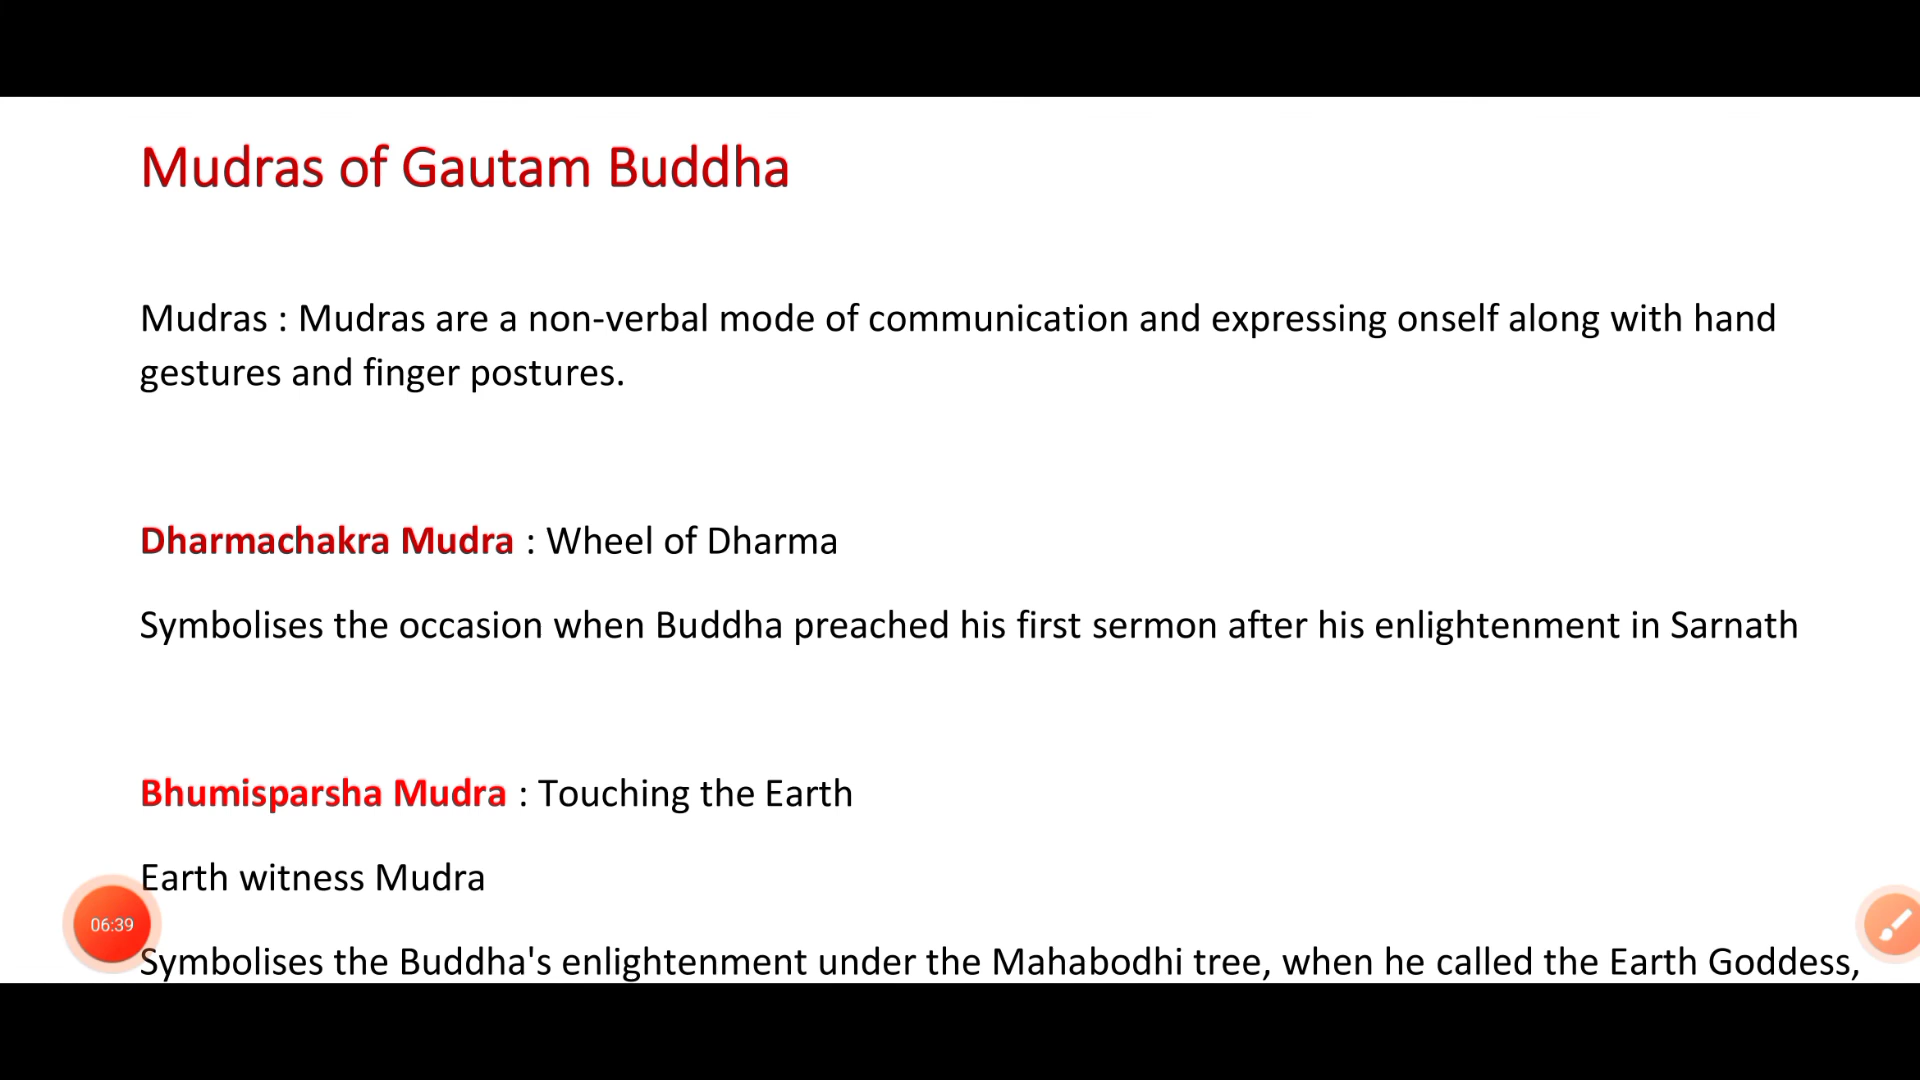 Mudras of Gautam Buddha
Mudras : Mudras are a non-verbal mode of communication and expressing onself along with hand
gestures and finger postures.
Dharmachakra Mudra : Wheel of Dharma
Symbolises the occasion when Buddha preached his first sermon after his enlightenment in Sarnath
Bhumisparsha Mudra : Touching the Earth
Earth witness Mudra
06:39
Symbolises the Buddha's enlightenment under the Mahabodhi tree, when he called the Earth Goddess,